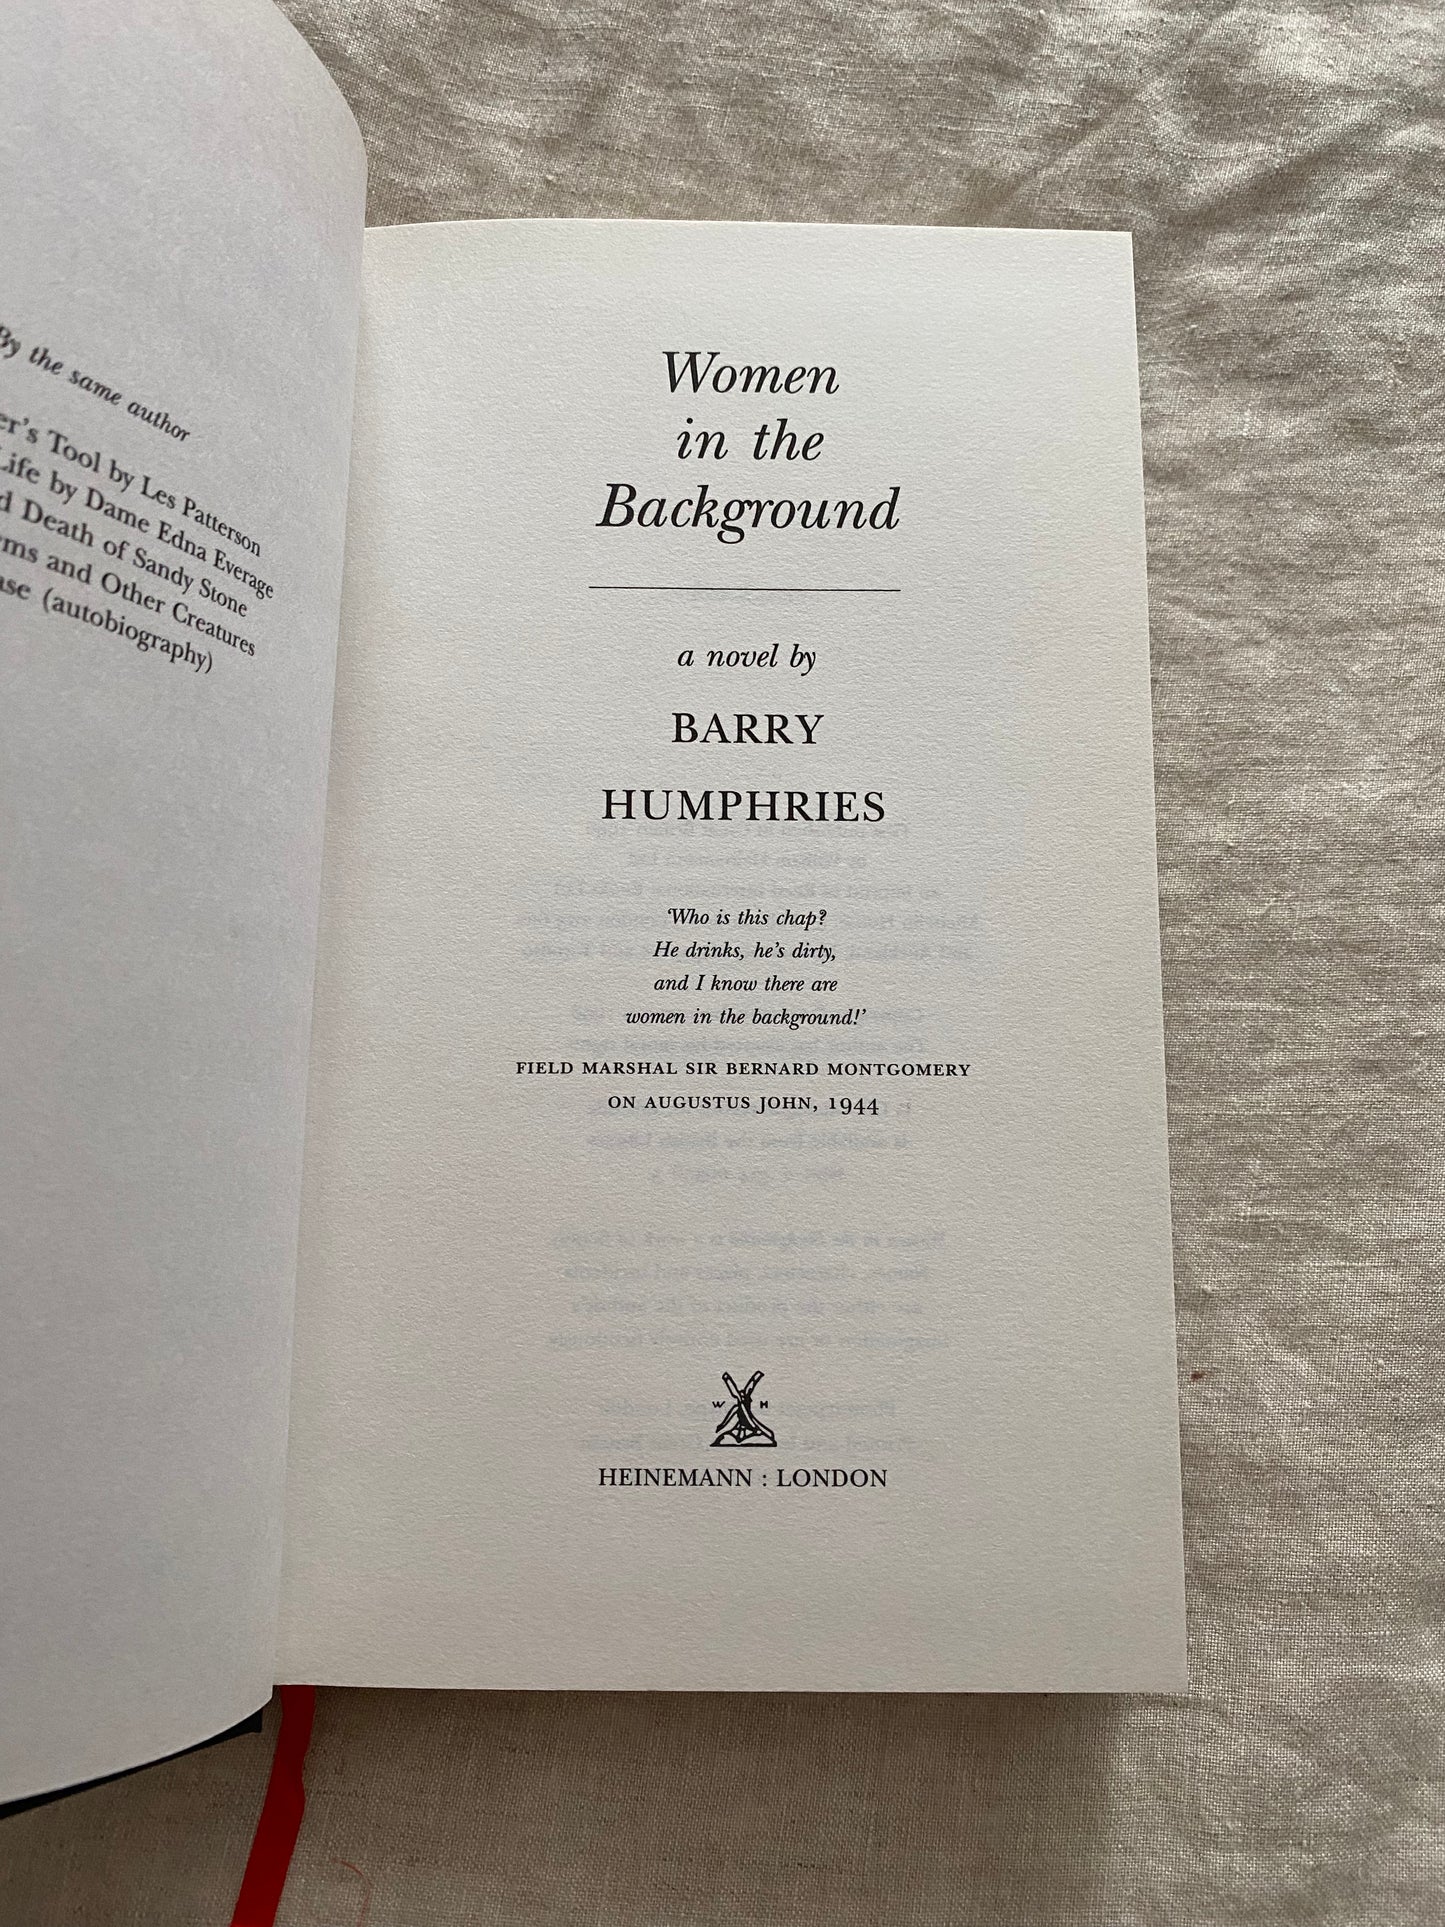 By the same author
er's Tool by Les Patterson
Life by Dame Edna Everage
d Death of Sandy Stone
ms and Other Creatures
ase (autobiography)
Women
in the
Background
a novel by
BARRY
HUMPHRIES
‘Who is this chap?
He drinks, he's dirty,
and I know there are
women in the background!’
FIELD MARSHAL SIR BERNARD MONTGOMERY
ON AUGUSTUS JOHN, 1944
W H
HEINEMANN : LONDON